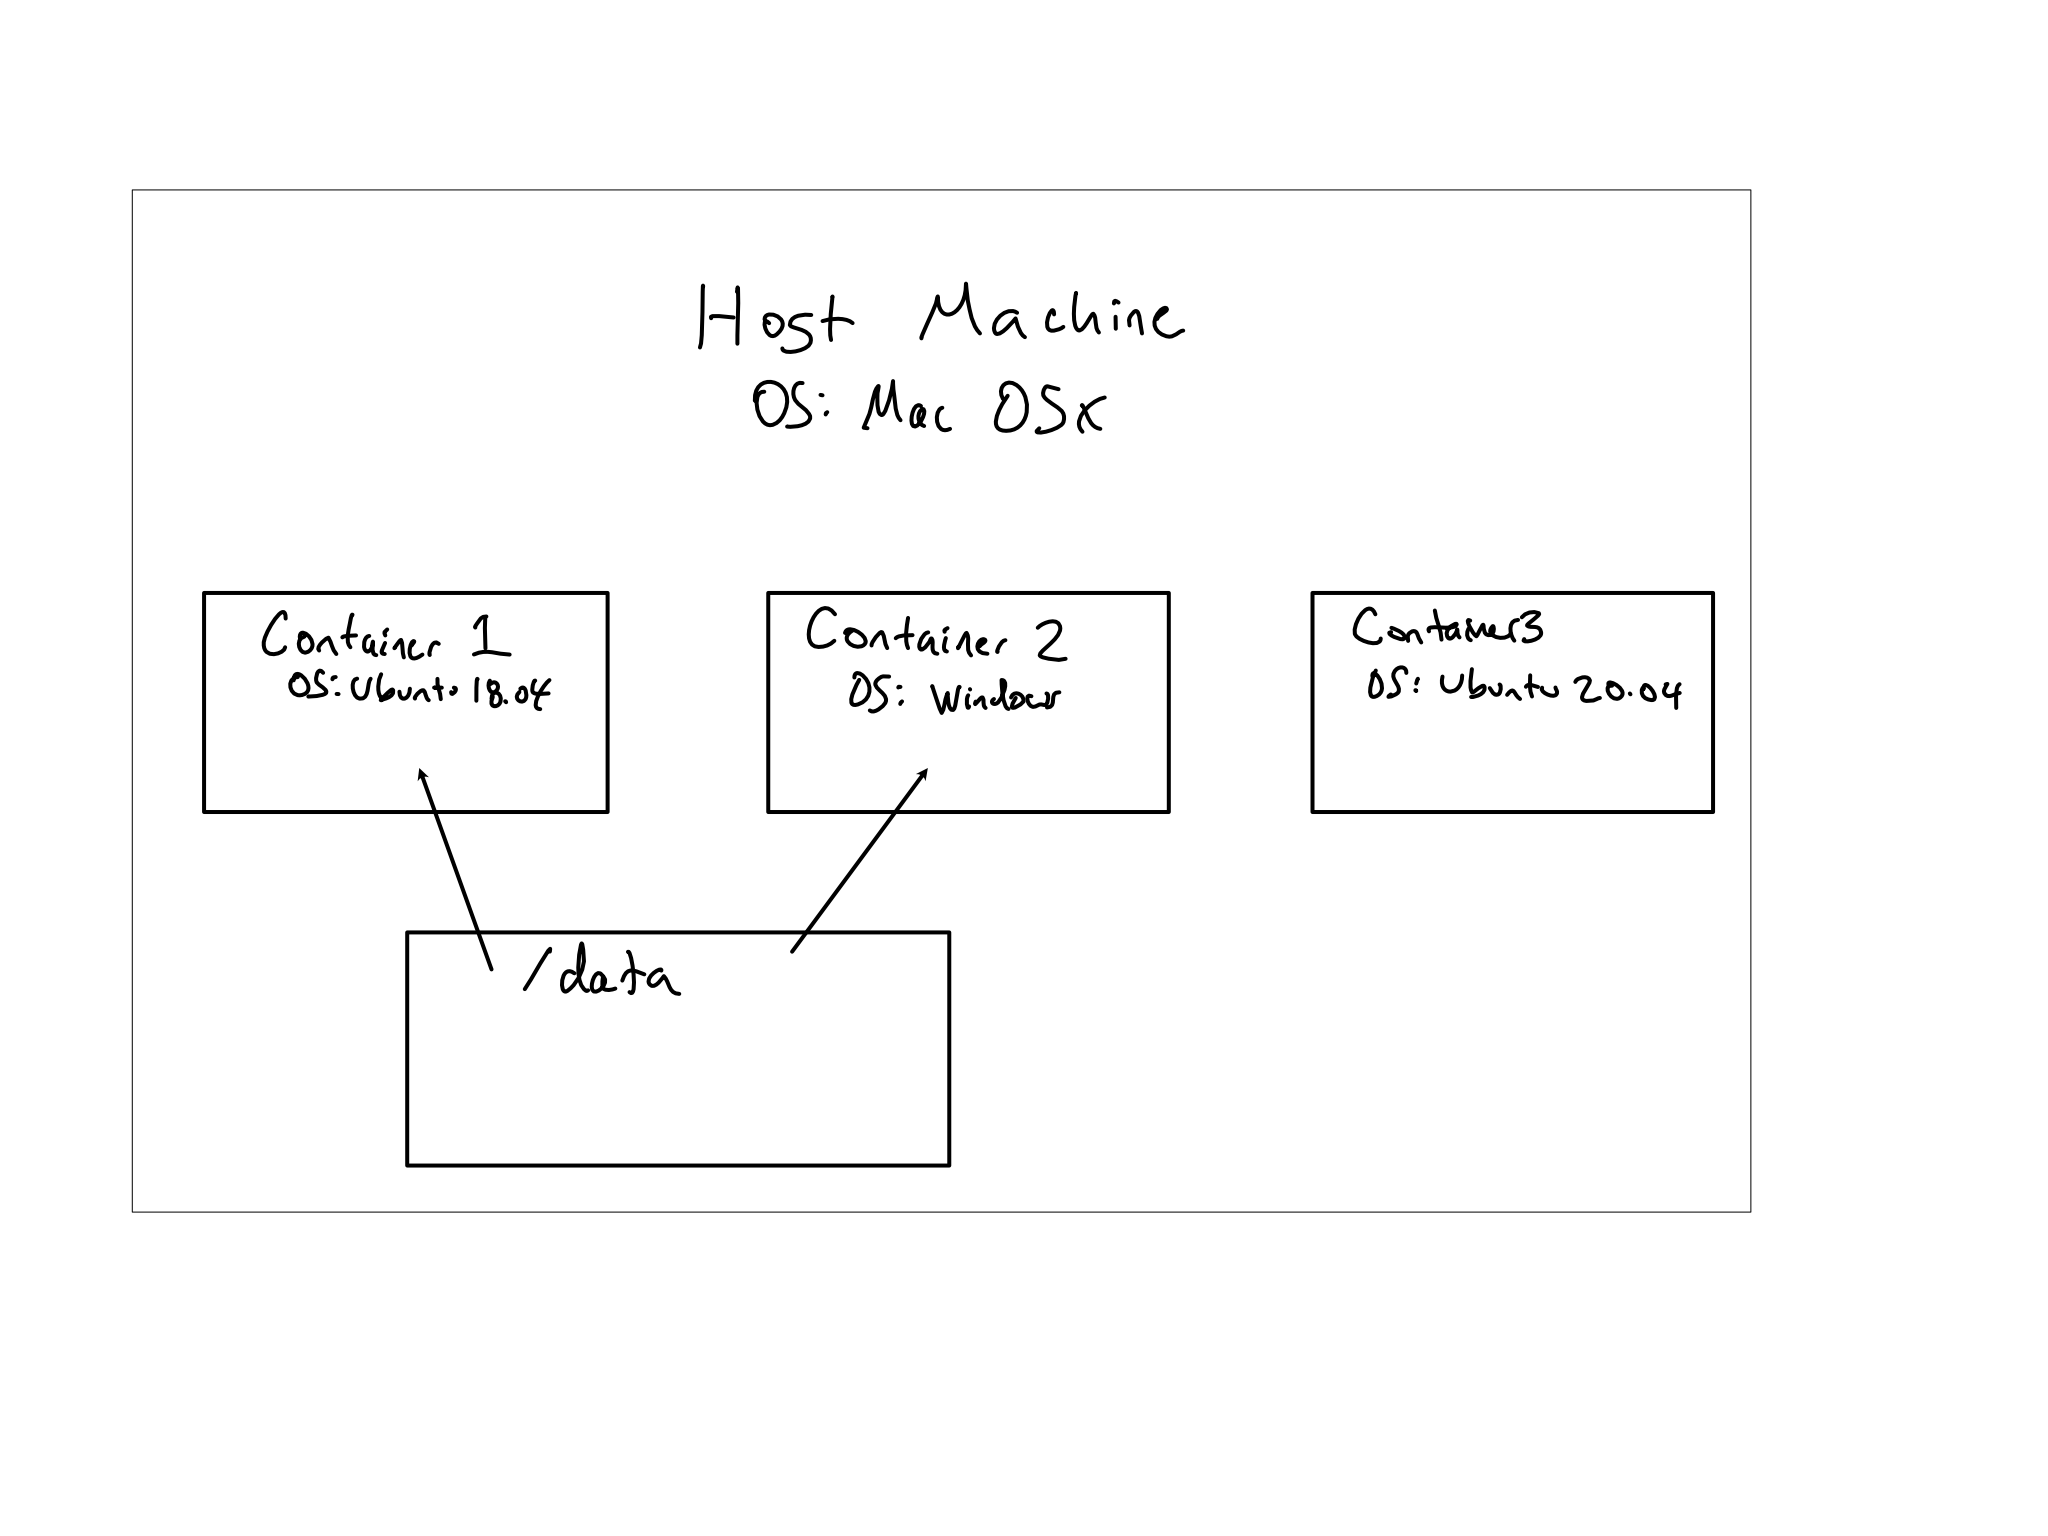 Host Machine
OS: Mac OSX
Container 1
OS: Ubuntu 18.04
Container 2
OS: Windows
Container3
OS: Ubuntu 20.04
/data